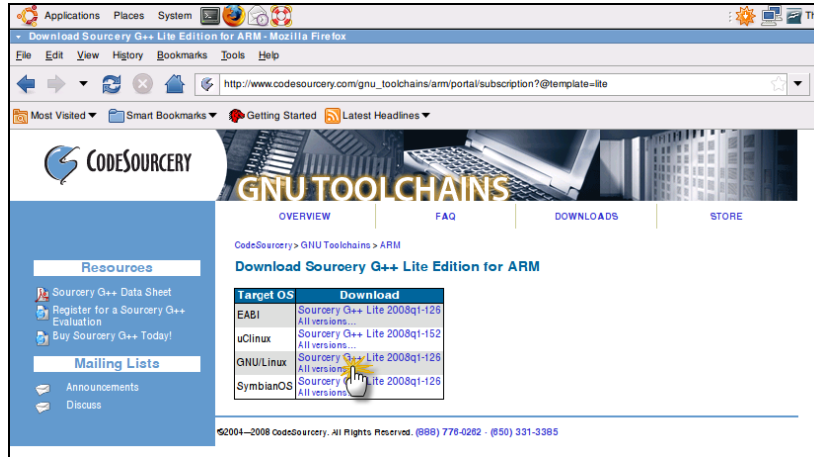 Applications Places System
Download Sourcery G++ Lite Edition for ARM - Mozilla Firefox
File Edit View History Bookmarks Tools Help
http://www.codesourcery.com/gnu_toolchains/arm/portal/subscription?@template=lite
Most Visited Smart Bookmarks Getting Started Latest Headlines
CODESOURCERY
GNU TOOLCHAINS
OVERVIEW FAQ DOWNLOADS STORE
CodeSourcery > GNU Toolchains > ARM
Download Sourcery G++ Lite Edition for ARM
Resources
Sourcery G++ Data Sheet
Register for a Sourcery G++
Evaluation
Buy Sourcery G++ Today!
Mailing Lists
Announcements
Discuss
Target OS Download
EABI Sourcery G++ Lite 2008q1-126
All versions...
uClinux Sourcery G++ Lite 2008q1-152
All versions...
GNU/Linux Sourcery G++ Lite 2008q1-126
All versions
SymbianOS Sourcery G++ Lite 2008q1-126
All versions...
©2004—2008 CodeSourcery. All Rights Reserved. (888) 776-0262 - (650) 331-3385